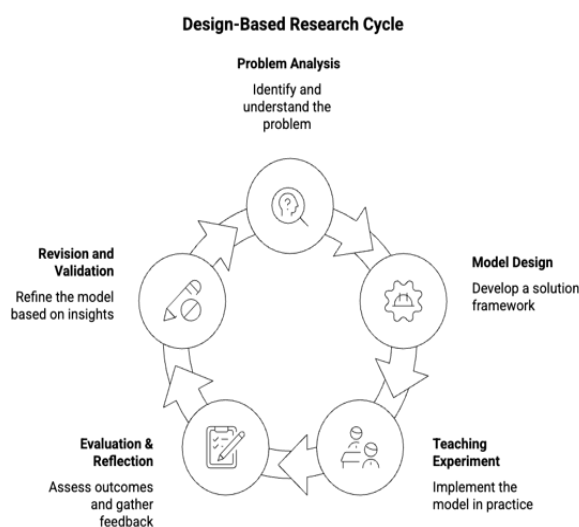 Design-Based Research Cycle
Problem Analysis
Identify and
understand the
problem
Model Design
Develop a solution
framework
Teaching
Experiment
Implement the
model in practice
Evaluation &
Reflection
Assess outcomes
and gather
feedback
Revision and
Validation
Refine the model
based on insights